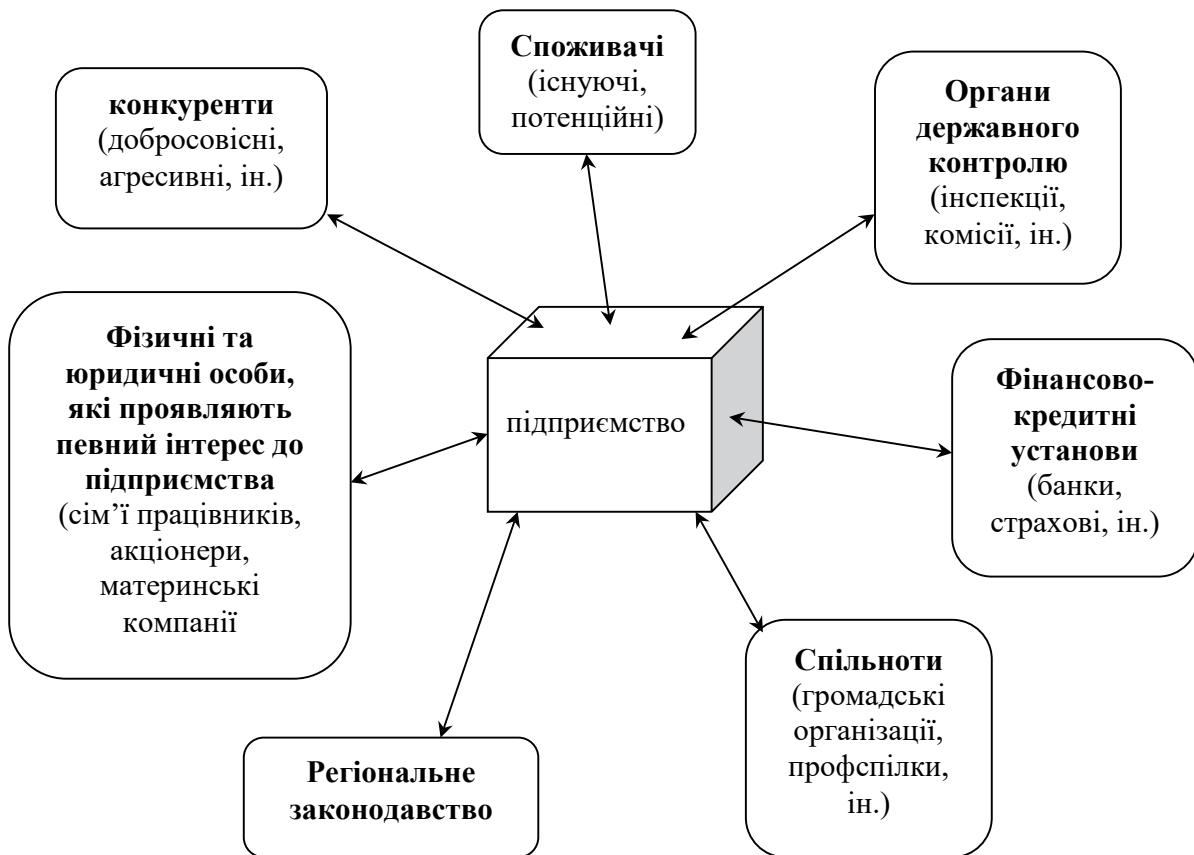 Споживачі
(існуючі,
потенційні)
конкуренти
(добросовісні,
агресивні, ін.)
Органи
державного
контролю
(інспекції,
комісії, ін.)
Фізичні та
юридичні особи,
які проявляють
певний інтерес до
підприємства
(сім’ї працівників,
акціонери,
материнські
компанії
підприємство
Фінансово-
кредитні
установи
(банки,
страхові, ін.)
Спільноти
(громадські
організації,
профспілки,
ін.)
Регіональне
законодавство